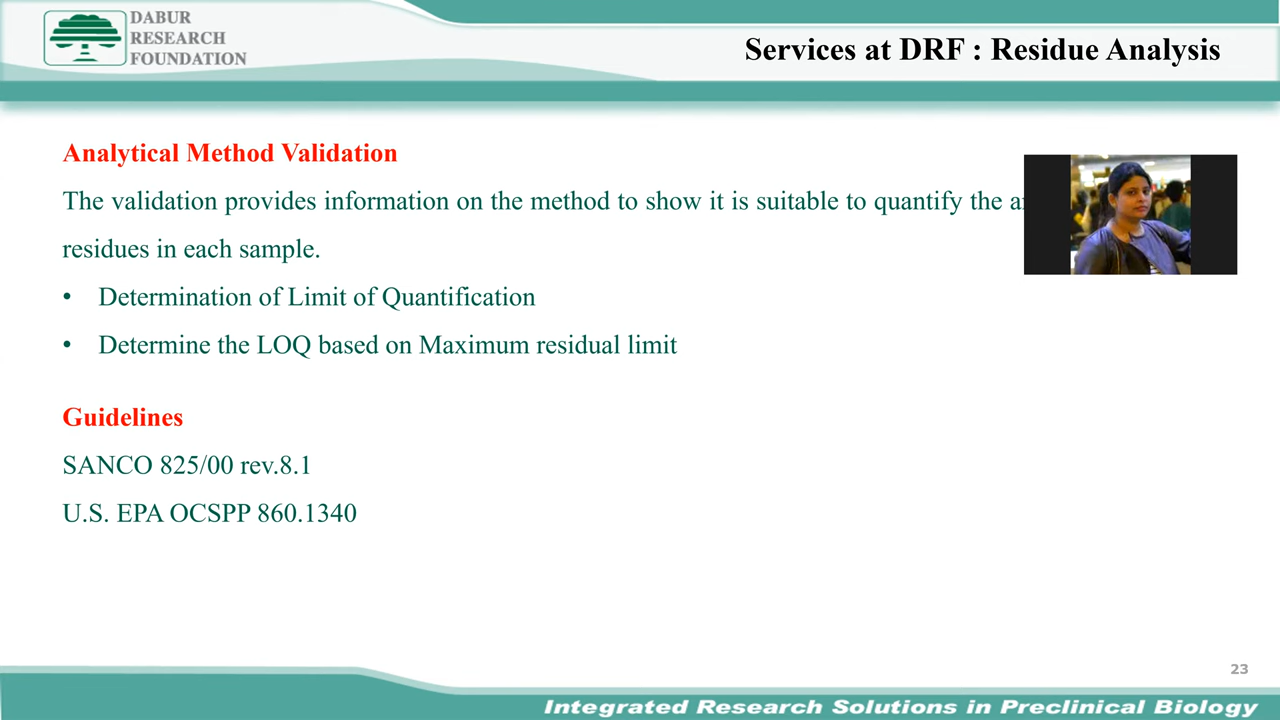 DABUR
RESEARCH
FOUNDATION
Services at DRF : Residue Analysis
Analytical Method Validation
The validation provides information on the method to show it is suitable to quantify the
residues in each sample.
• Determination of Limit of Quantification
• Determine the LOQ based on Maximum residual limit
Guidelines
SANCO 825/00 rev.8.1
U.S. EPA OCSPP 860.1340
23
Integrated Research Solutions in Preclinical Biology